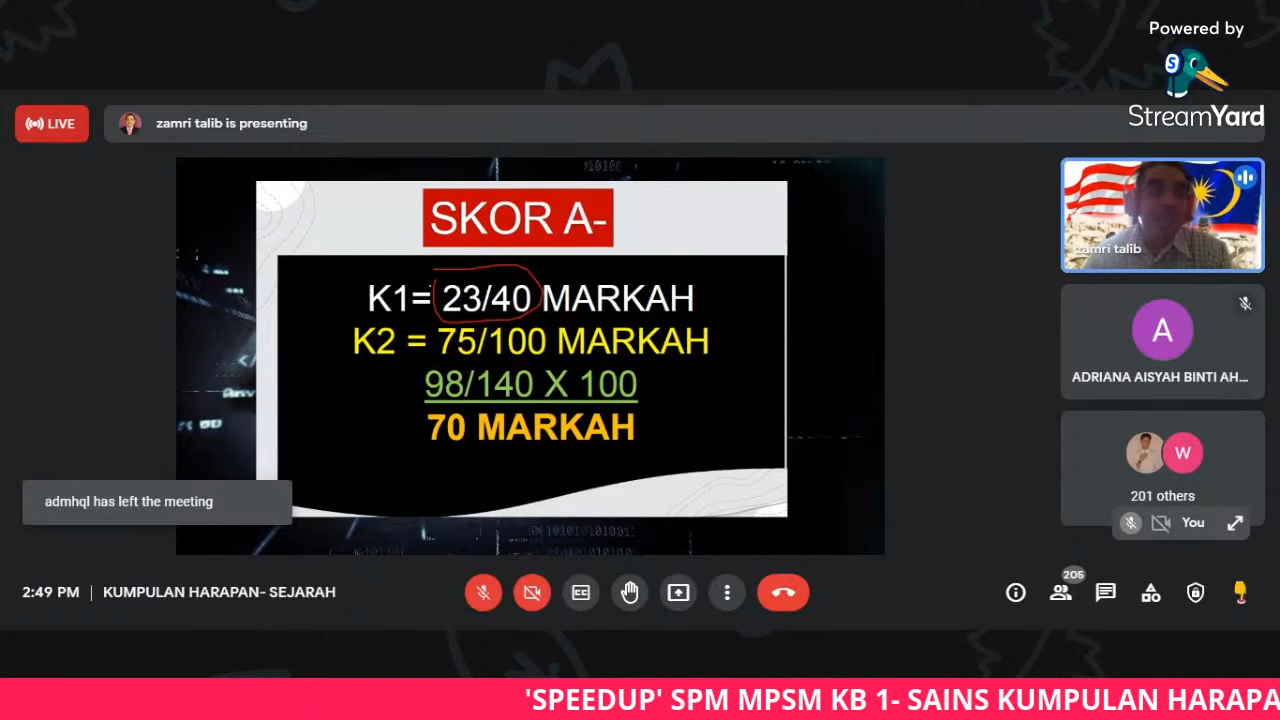 Powered by
S
StreamYard
LIVE
zamri talib is presenting
SKOR A-
K1= 23/40 MARKAH
K2 = 75/100 MARKAH
98/140 X 100
70 MARKAH
zamri talib
A
ADRIANA AISYAH BINTI AH...
W
201 others
You
admhql has left the meeting
2:49 PM | KUMPULAN HARAPAN- SEJARAH
CC
205
'SPEEDUP' SPM MPSM KB 1- SAINS KUMPULAN HARAPA